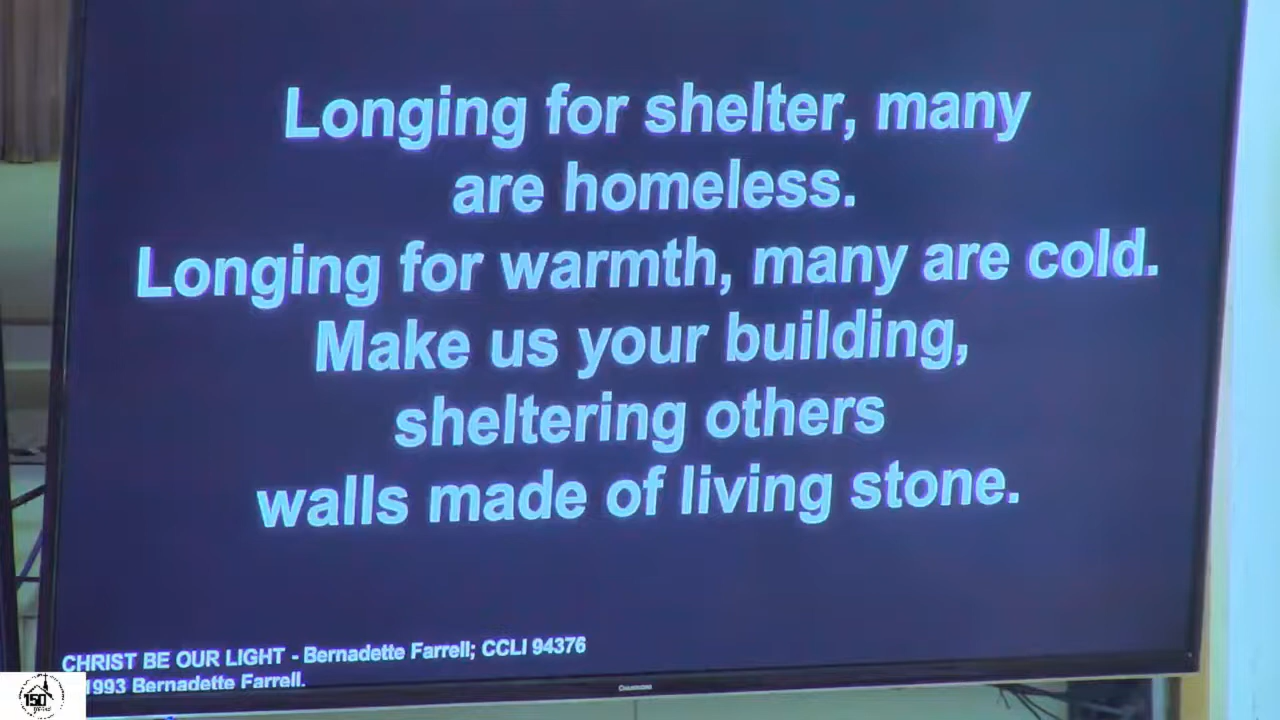 Longing for shelter, many
are homeless.
Longing for warmth, many are cold.
Make us your building,
sheltering others
walls made of living stone.
CHRIST BE OUR LIGHT - Bernadette Farrell; CCLI 94376
1993 Bernadette Farrell.
150